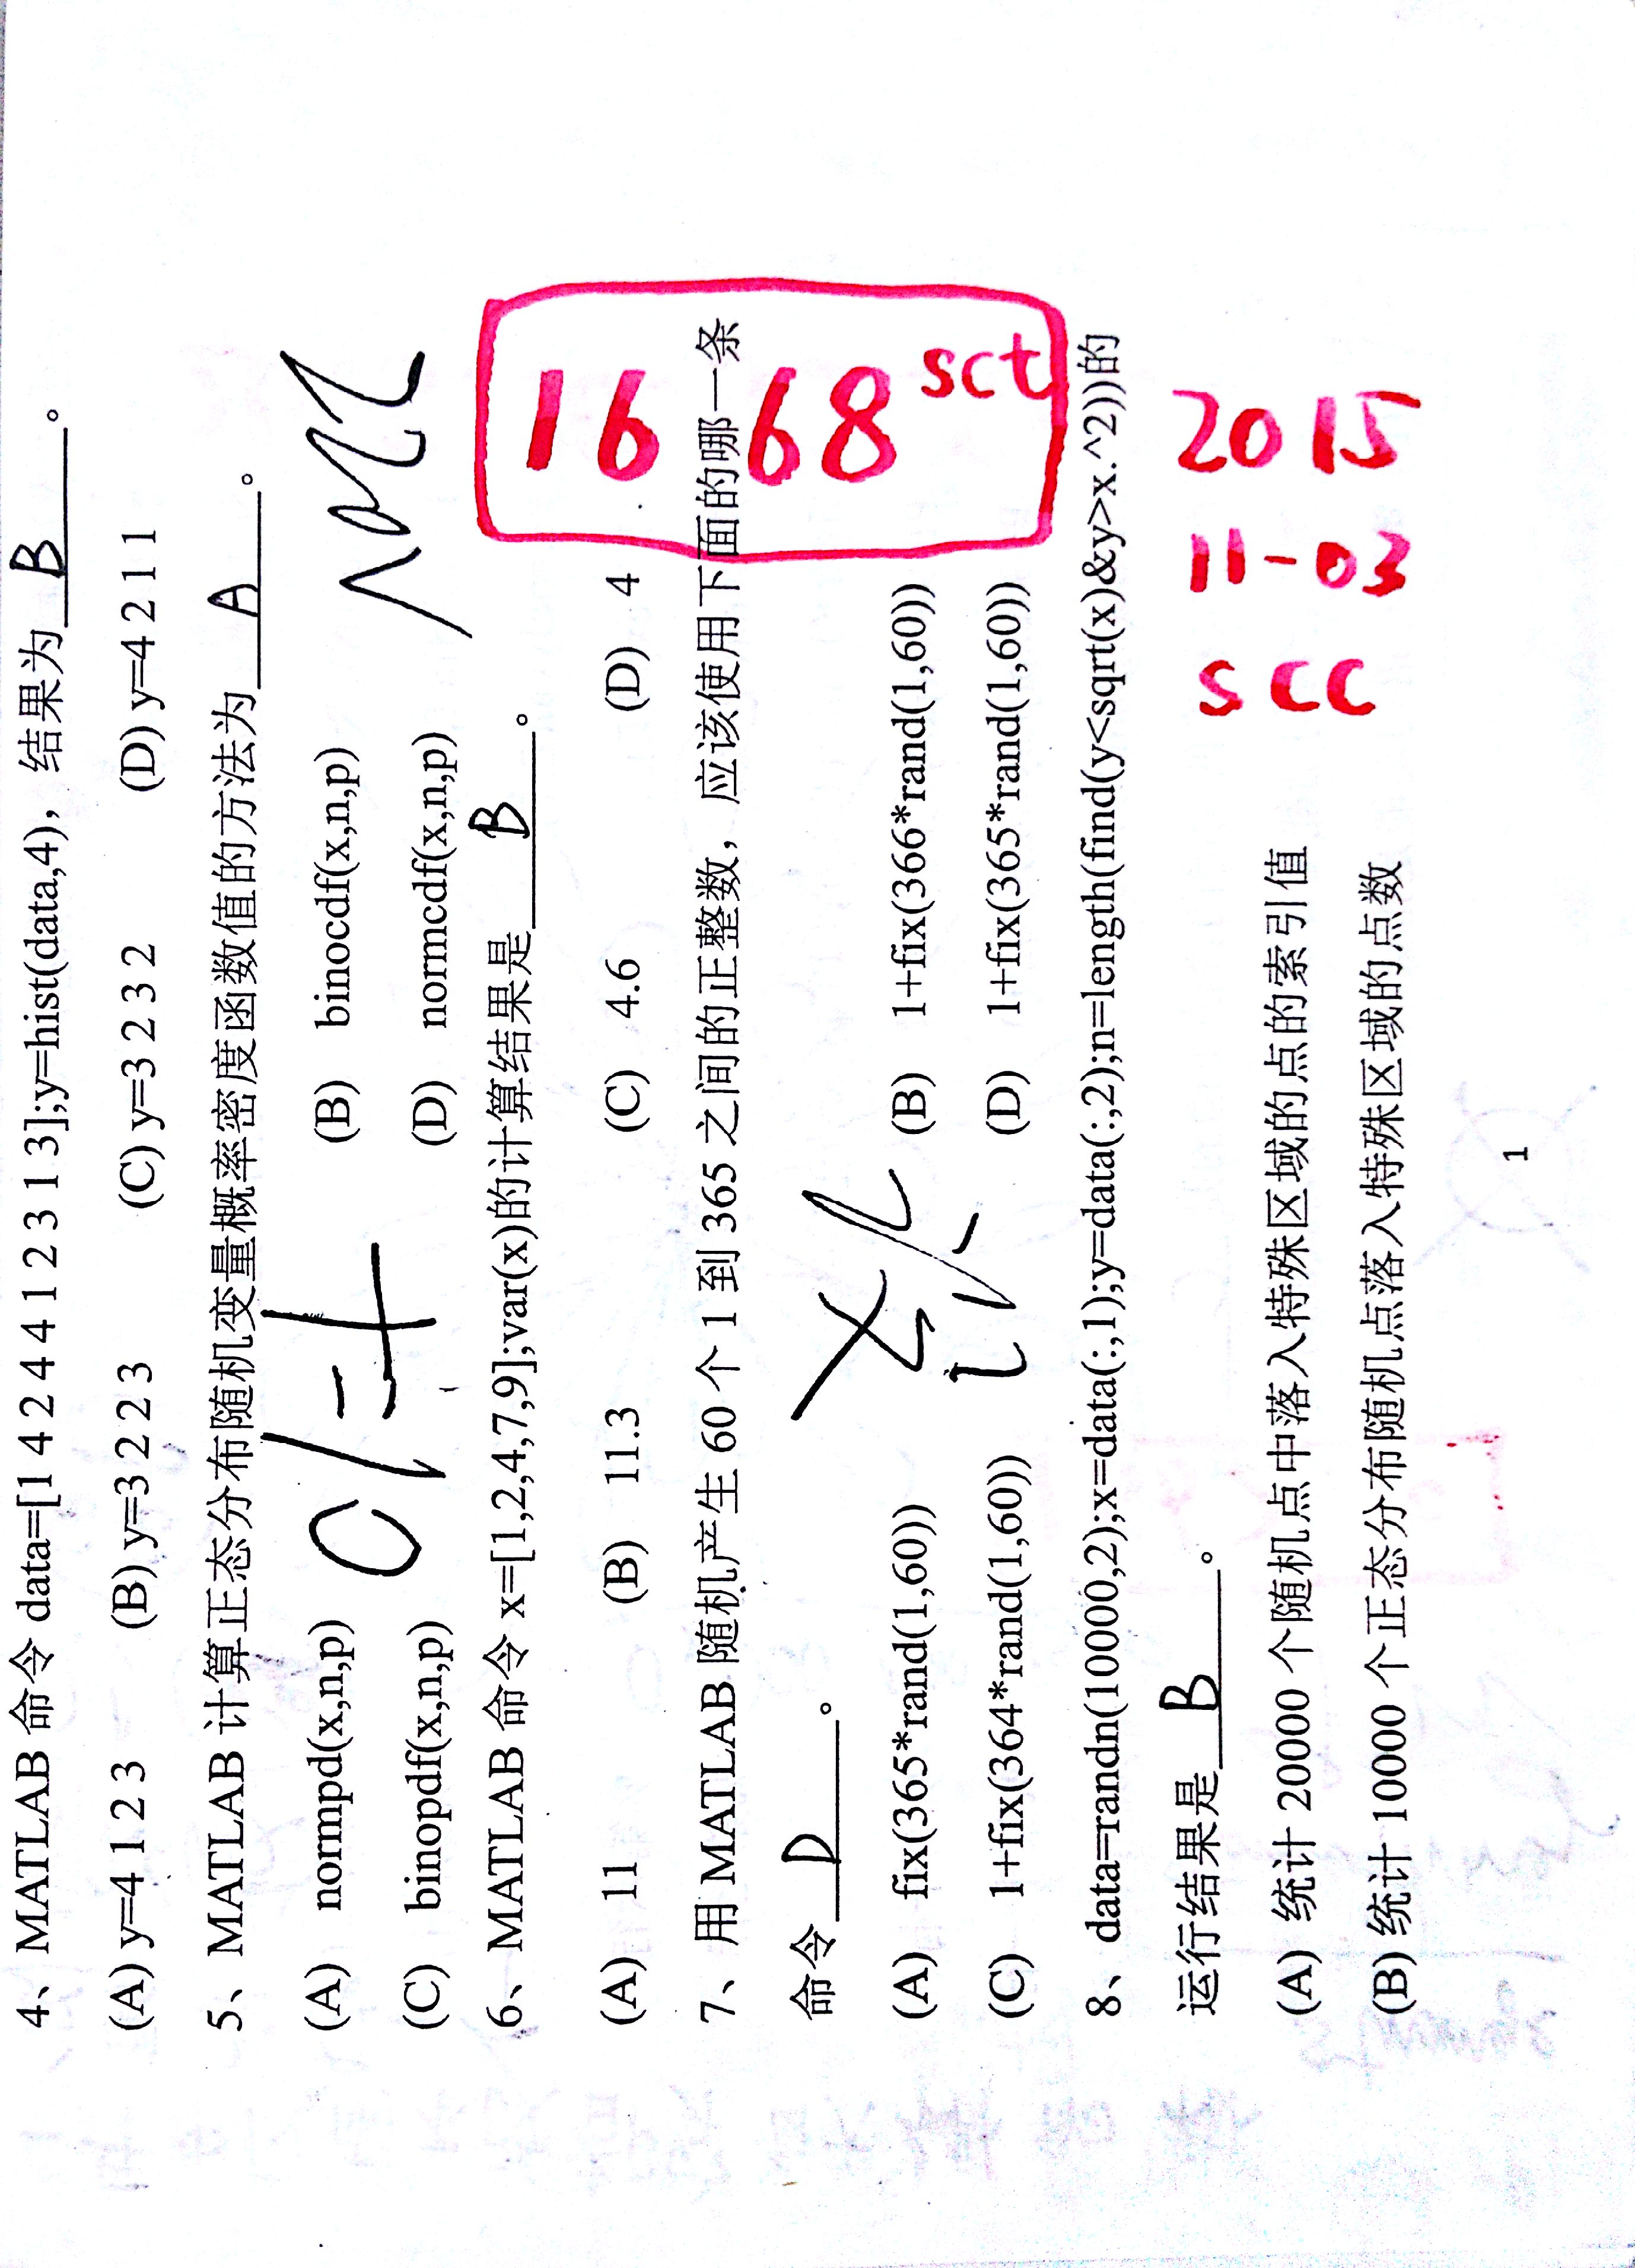 4、MATLAB 命令 data=[1 4 2 4 4 1 2 3 1 3];y=hist(data,4)，结果为 B 。
(A) y=4 1 2 3 (B) y=3 2 2 3 (C) y=3 2 3 2 (D) y=4 2 1 1
5、MATLAB 计算正态分布随机变量概率密度函数值的方法为 A 。
(A) normpd(x,n,p) (B) binocdf(x,n,p)
(C) binopdf(x,n,p) (D) normcdf(x,n,p)
6、MATLAB 命令 x=[1,2,4,7,9];var(x)的计算结果是 B 。
(A) 11 (B) 11.3 (C) 4.6 (D) 4
1668 sct
7、用 MATLAB 随机产生 60 个 1 到 365 之间的正整数，应该使用下面的哪一条
命令 D 。
(A) fix(365*rand(1,60)) (B) 1+fix(366*rand(1,60))
(C) 1+fix(364*rand(1,60)) (D) 1+fix(365*rand(1,60))
8、data=randn(10000,2);x=data(:,1);y=data(:,2);n=length(find(y<sqrt(x)&y>x.^2))的
运行结果是 B 。
2015
11-03
scc
(A) 统计 20000 个随机点中落入特殊区域的点的索引值
(B) 统计 10000 个正态分布随机点落入特殊区域的点数
1